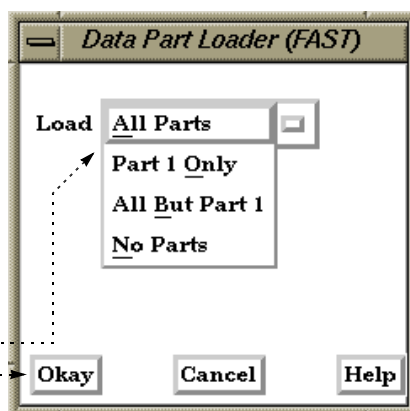 Data Part Loader (FAST)
Load All Parts
Part 1 Only
All But Part 1
No Parts
Okay Cancel Help